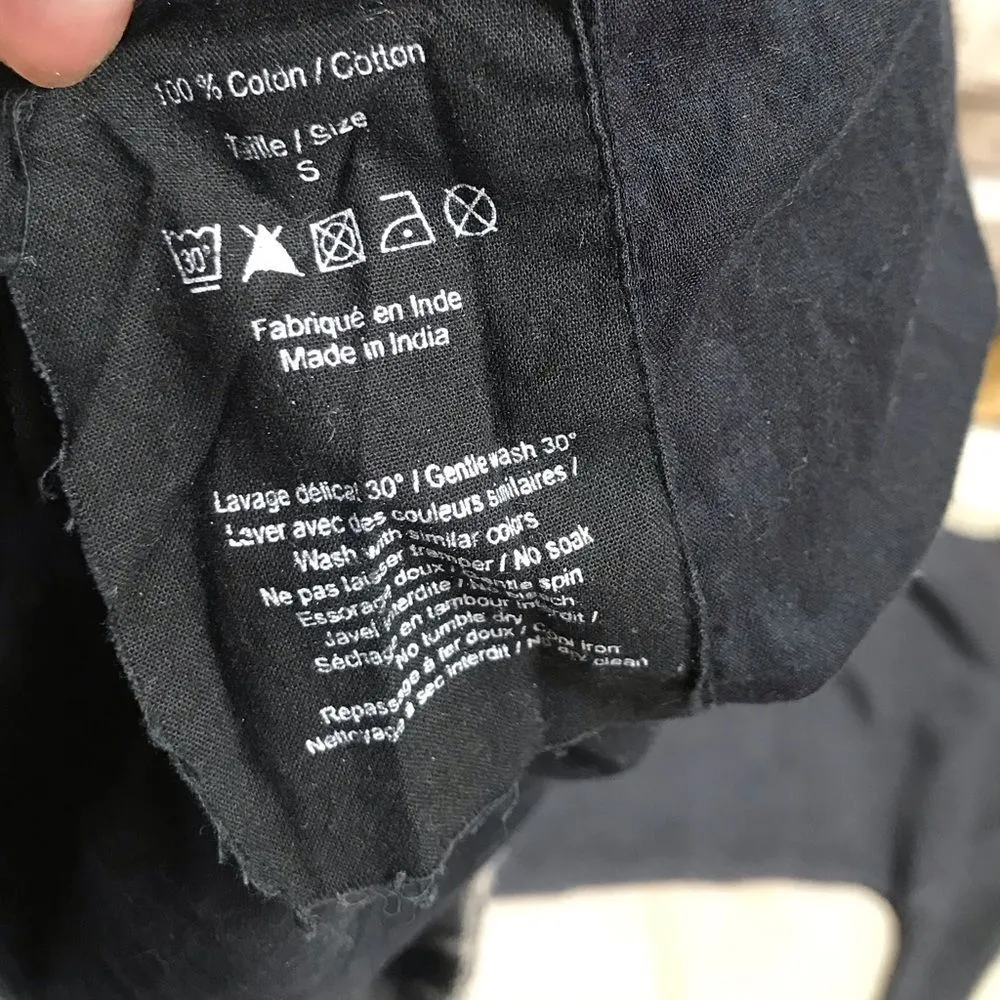 100 % Coton / Cotton
Taille / Size
S
30°
Fabriqué en Inde
Made in India
Lavage délicat 30° / Gentle wash 30°
Laver avec des couleurs similaires /
Wash with similar colors
Ne pas laisser tremper / No soak
Essorage doux / Gentle spin
Javel interdite / No bleach
Séchage en tambour interdit /
No tumble dry
Repassage à fer doux / cool iron
Nettoyage à sec interdit / No dry clean